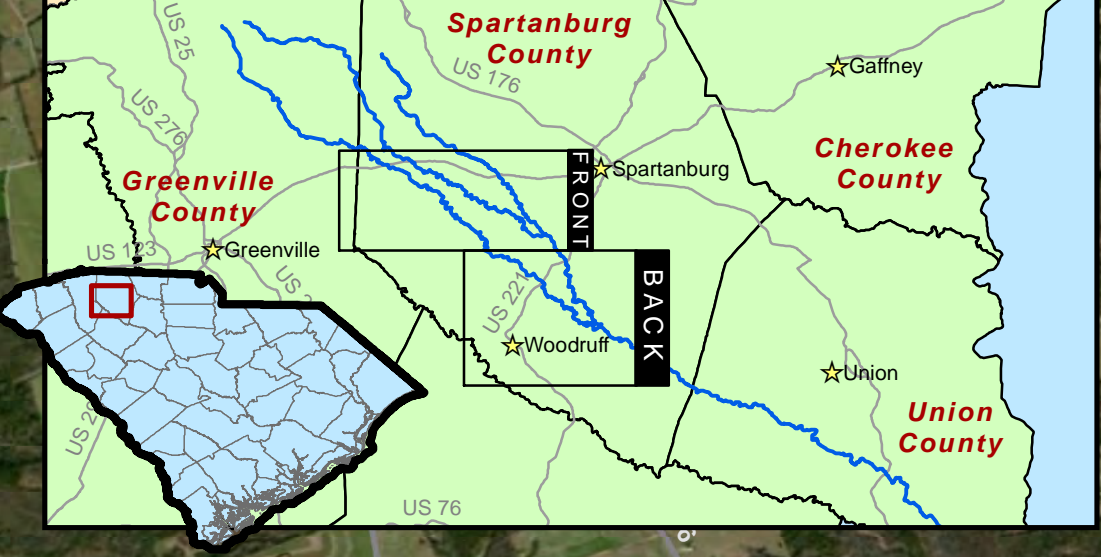 Spartanburg
County
US 25
US 176
Gaffney
US 276
Cherokee
County
FRONT
Spartanburg
Greenville
County
US 123
Greenville
BACK
US 221
Woodruff
Union
Union
County
US 76